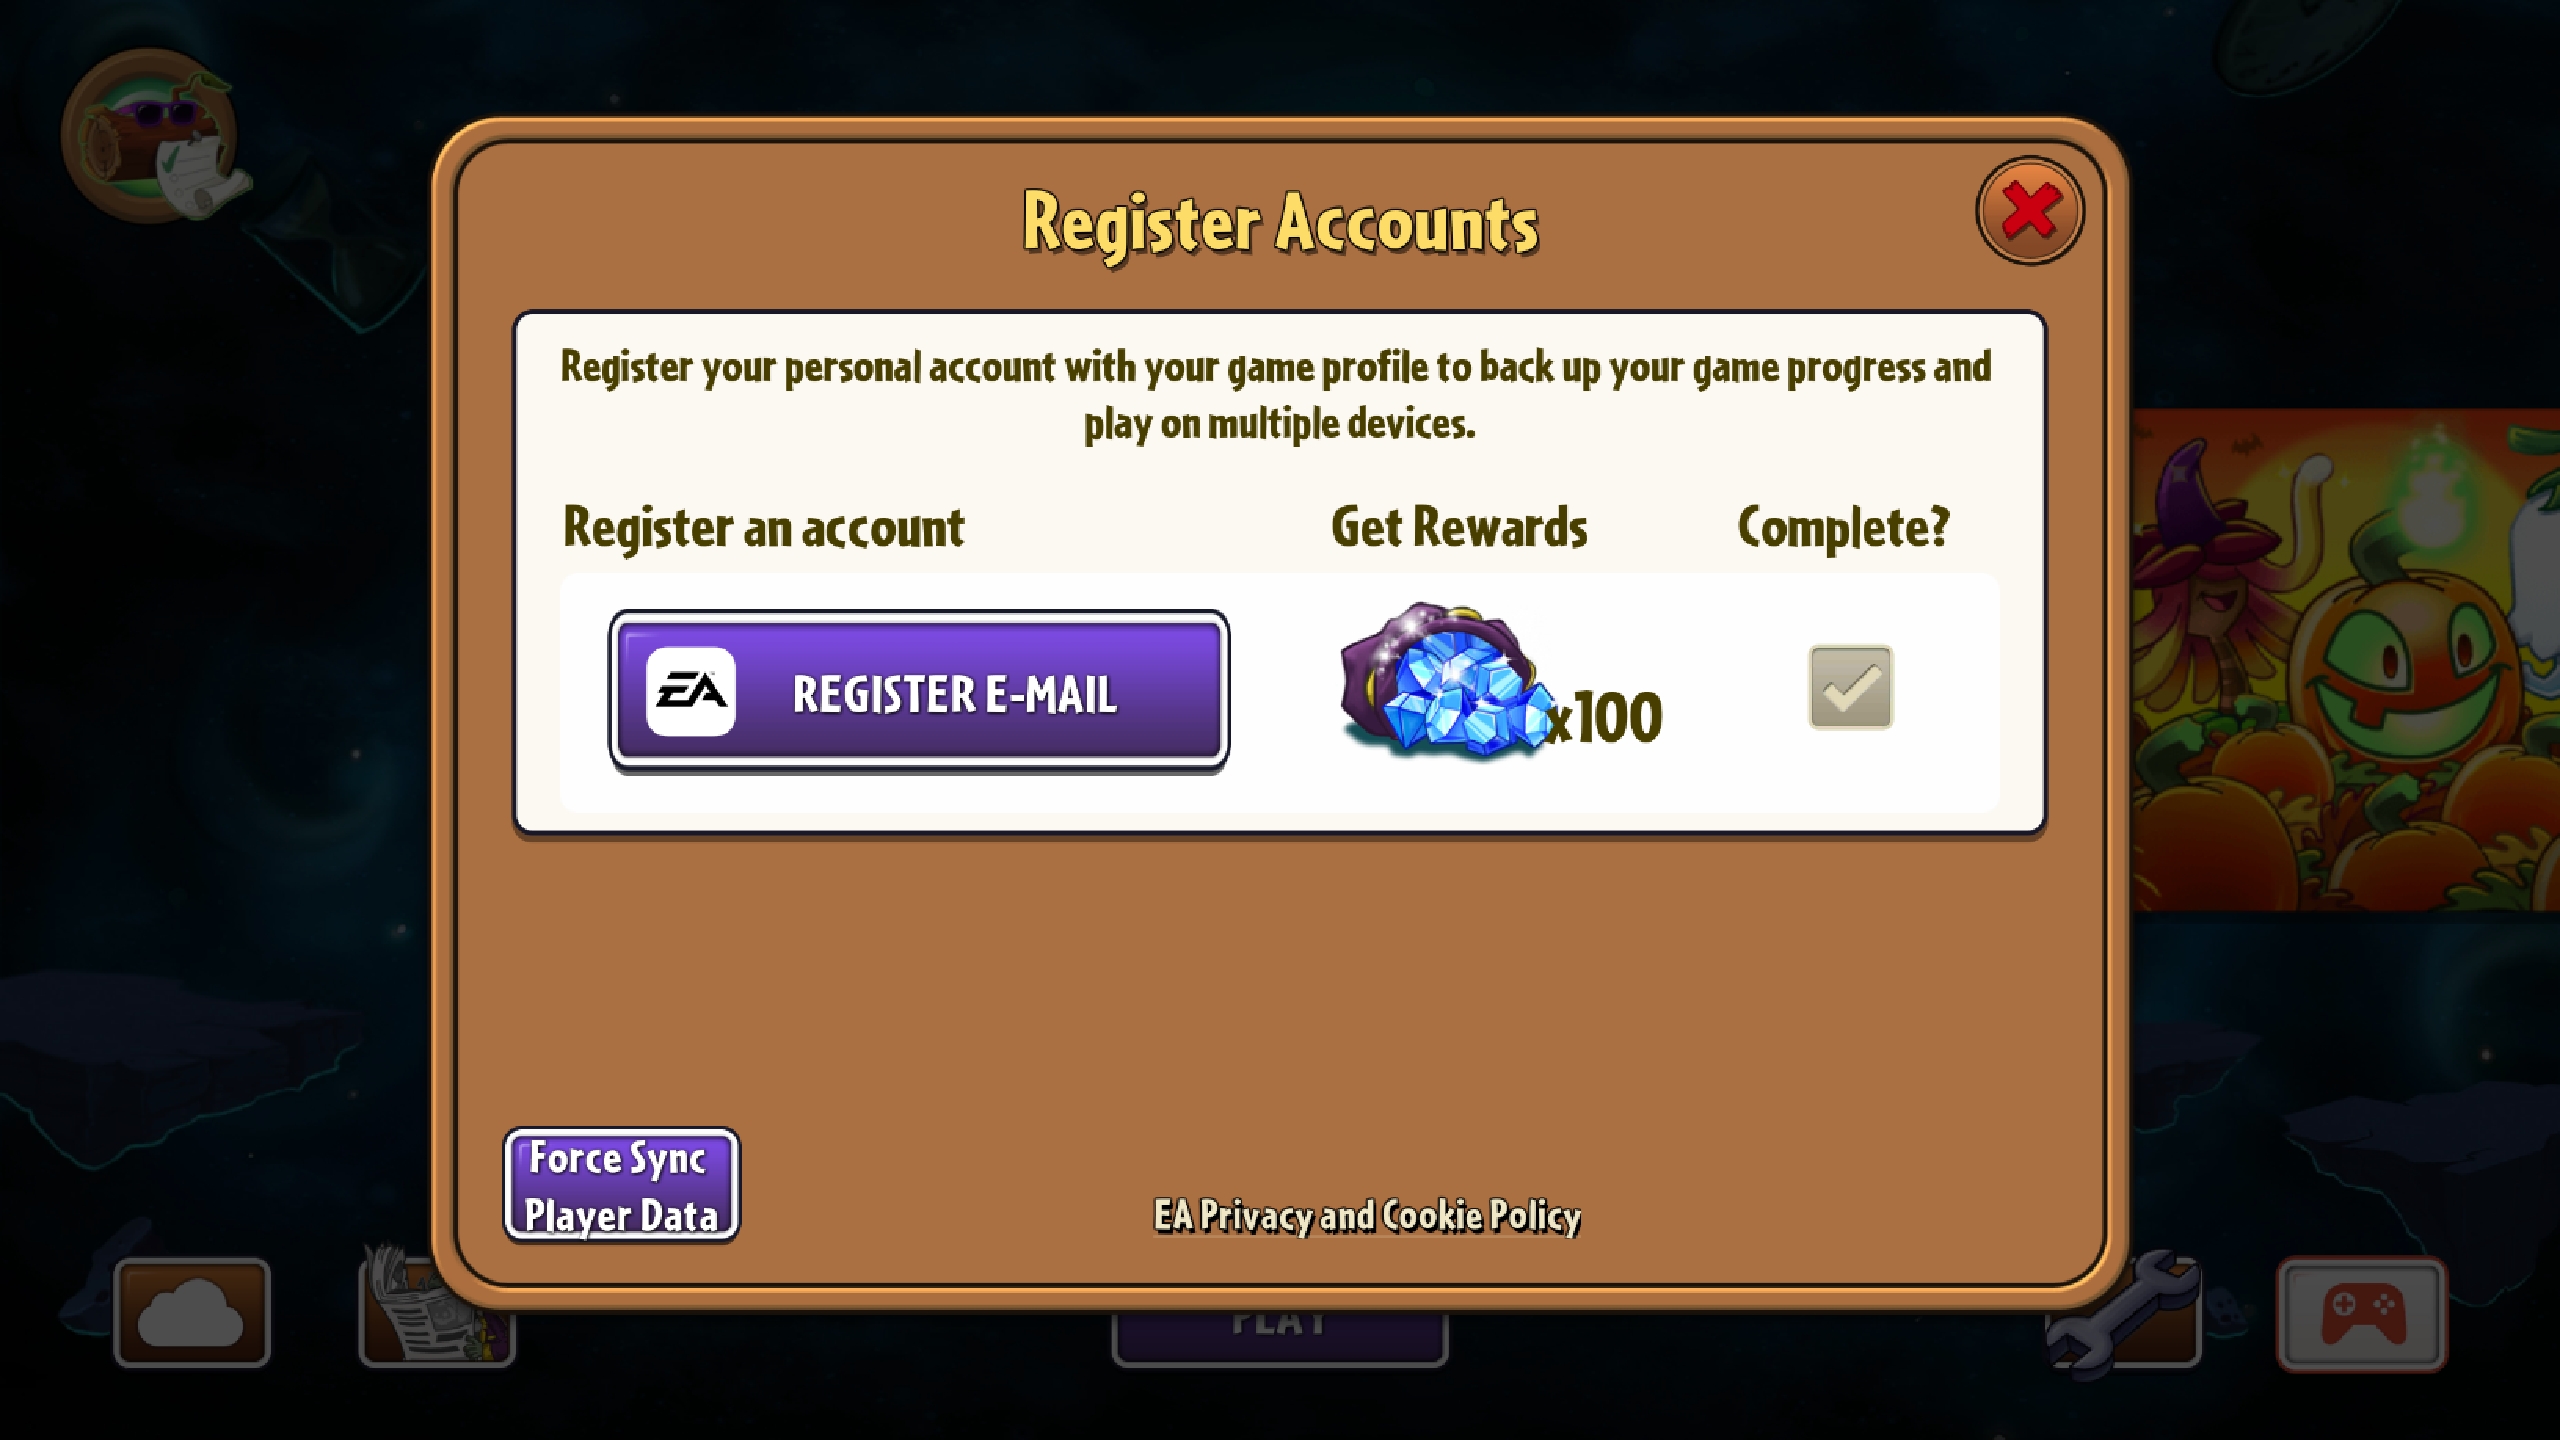 Register Accounts
Register your personal account with your game profile to back up your game progress and
play on multiple devices.
Register an account
Get Rewards
Complete?
EA
REGISTER E-MAIL
x100
Force Sync
Player Data
EA Privacy and Cookie Policy
PLAY